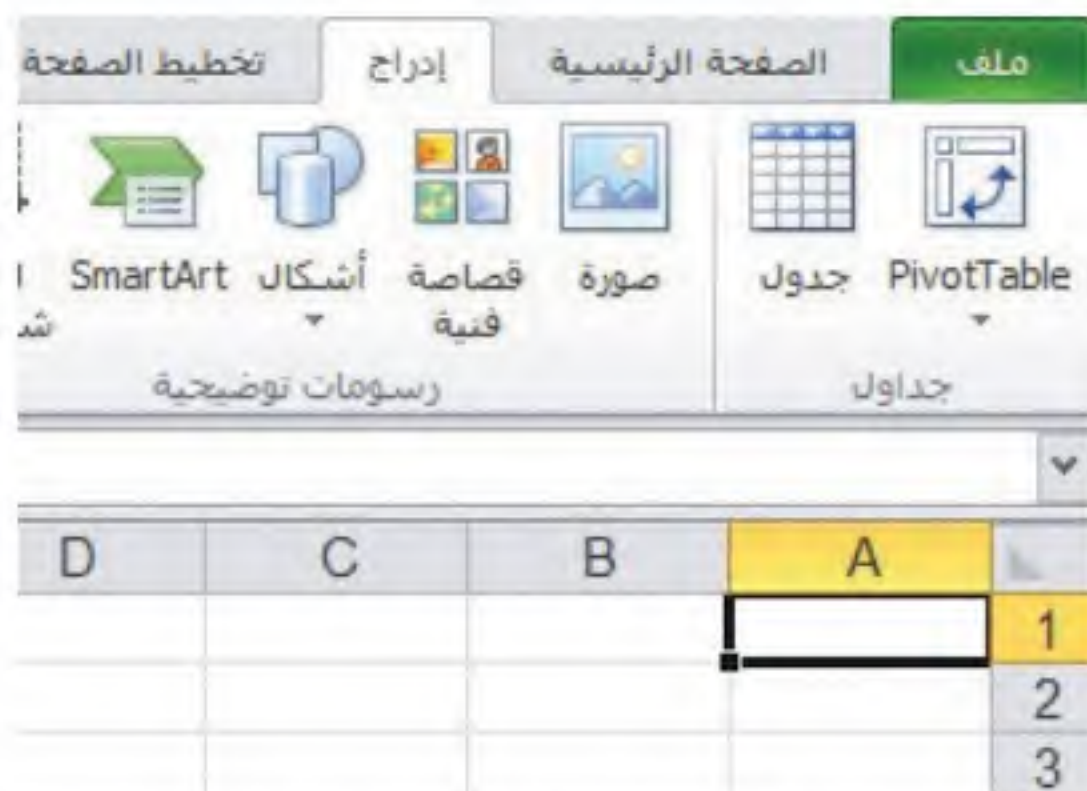 ملف الصفحة الرئيسية إدراج تخطيط الصفحة
PivotTable جدول صورة قصاصة فنية أشكال SmartArt
جداول رسومات توضيحية
A B C D
1
2
3